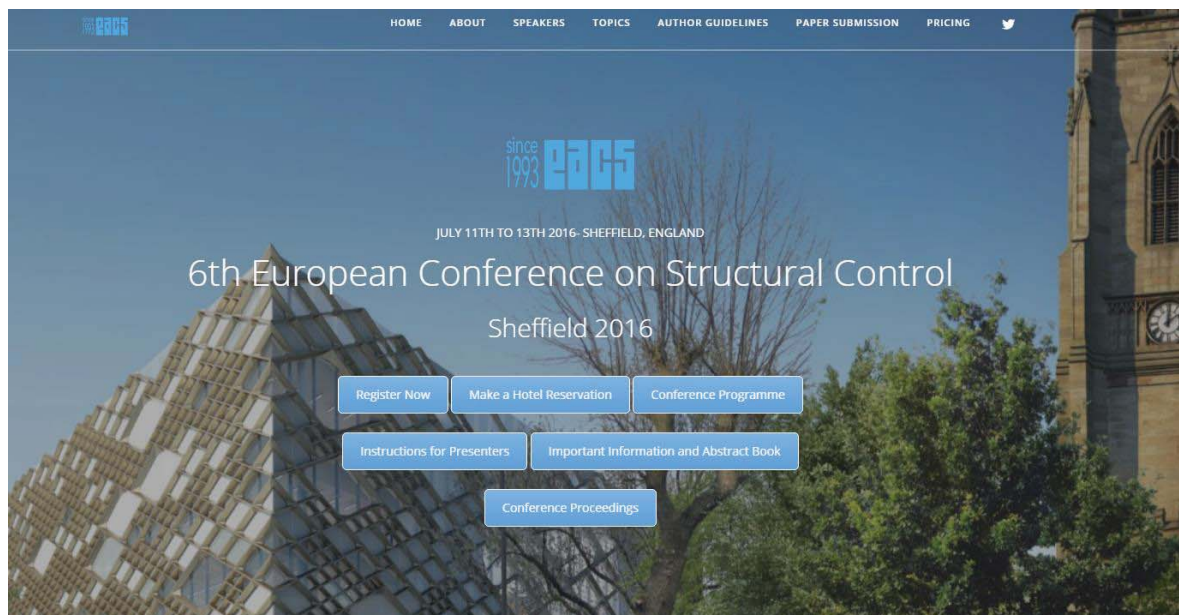 since 1993 eacs
HOME ABOUT SPEAKERS TOPICS AUTHOR GUIDELINES PAPER SUBMISSION PRICING
since
1993 eacs
JULY 11TH TO 13TH 2016- SHEFFIELD, ENGLAND
6th European Conference on Structural Control
Sheffield 2016
Register Now Make a Hotel Reservation Conference Programme
Instructions for Presenters Important Information and Abstract Book
Conference Proceedings